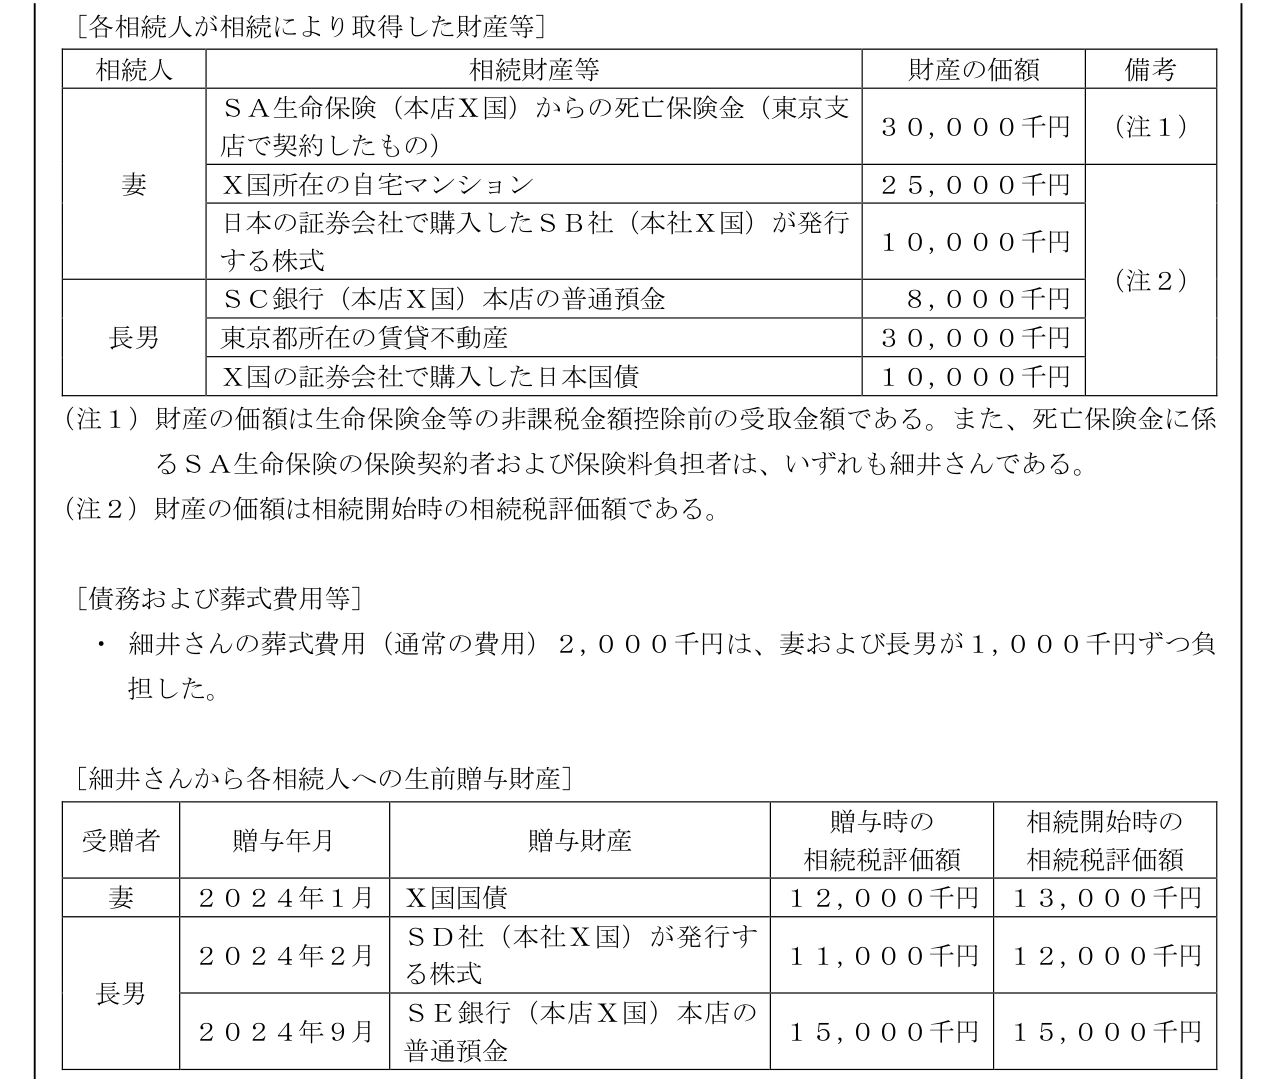 ［各相続人が相続により取得した財産等］
相続人 相続財産等 財産の価額 備考
妻
ＳＡ生命保険（本店Ｘ国）からの死亡保険金（東京支
店で契約したもの）
３０，０００千円 （注１）
Ｘ国所在の自宅マンション ２５，０００千円
日本の証券会社で購入したＳＢ社（本社Ｘ国）が発行
する株式
１０，０００千円
（注２）
長男
ＳＣ銀行（本店Ｘ国）本店の普通預金 ８，０００千円
東京都所在の賃貸不動産 ３０，０００千円
Ｘ国の証券会社で購入した日本国債 １０，０００千円
（注１）財産の価額は生命保険金等の非課税金額控除前の受取金額である。また、死亡保険金に係
るＳＡ生命保険の保険契約者および保険料負担者は、いずれも細井さんである。
（注２）財産の価額は相続開始時の相続税評価額である。
［債務および葬式費用等］
・ 細井さんの葬式費用（通常の費用）２，０００千円は、妻および長男が１，０００千円ずつ負
担した。
［細井さんから各相続人への生前贈与財産］
受贈者 贈与年月 贈与財産
贈与時の
相続税評価額
相続開始時の
相続税評価額
妻 ２０２４年１月 Ｘ国国債 １２，０００千円 １３，０００千円
長男
２０２４年２月
ＳＤ社（本社Ｘ国）が発行す
る株式
１１，０００千円 １２，０００千円
２０２４年９月
ＳＥ銀行（本店Ｘ国）本店の
普通預金
１５，０００千円 １５，０００千円